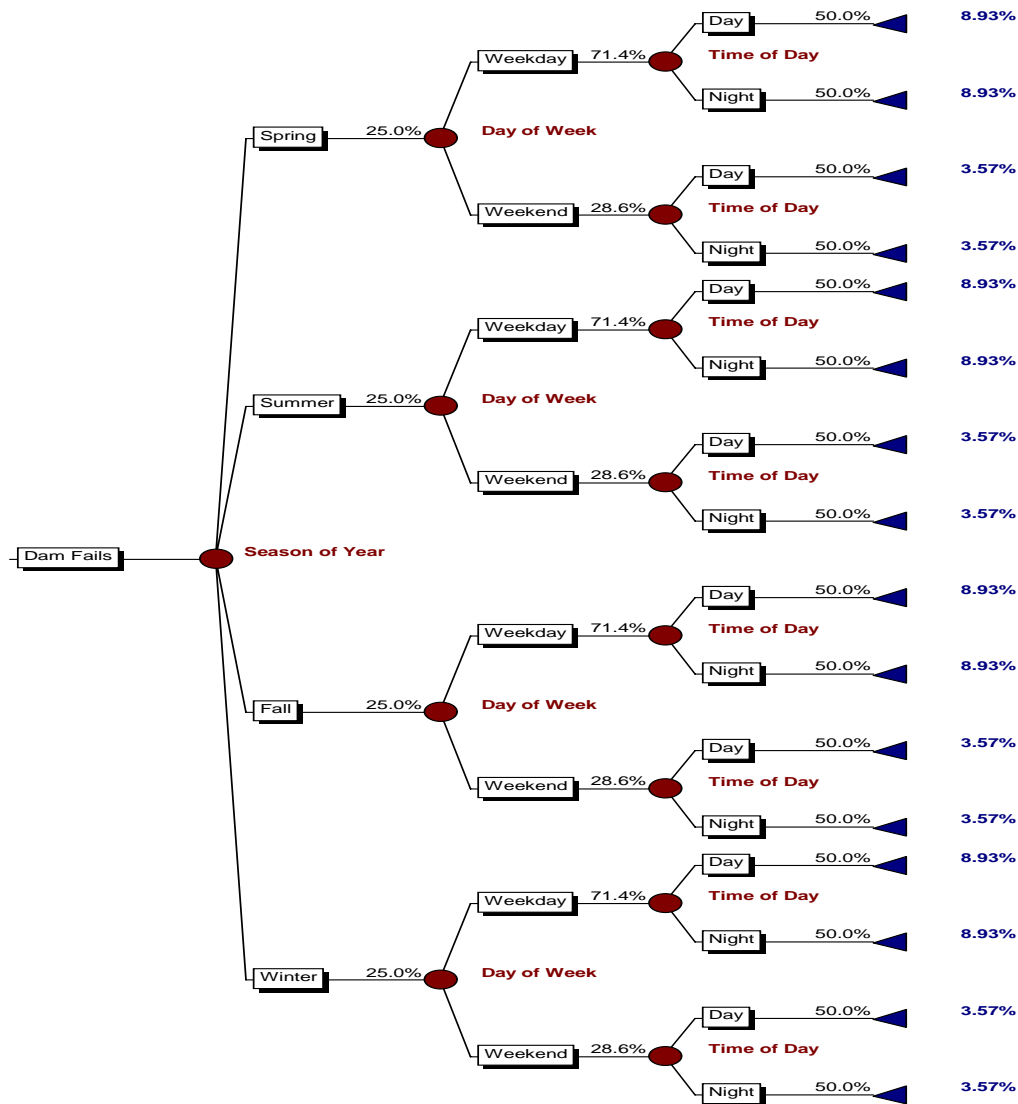 Day 50.0% 8.93%
Weekday 71.4% Time of Day
Night 50.0% 8.93%
Spring 25.0% Day of Week
Day 50.0% 3.57%
Weekend 28.6% Time of Day
Night 50.0% 3.57%
Day 50.0% 8.93%
Weekday 71.4% Time of Day
Night 50.0% 8.93%
Summer 25.0% Day of Week
Day 50.0% 3.57%
Weekend 28.6% Time of Day
Night 50.0% 3.57%
Dam Fails Season of Year
Day 50.0% 8.93%
Weekday 71.4% Time of Day
Night 50.0% 8.93%
Fall 25.0% Day of Week
Day 50.0% 3.57%
Weekend 28.6% Time of Day
Night 50.0% 3.57%
Day 50.0% 8.93%
Weekday 71.4% Time of Day
Night 50.0% 8.93%
Winter 25.0% Day of Week
Day 50.0% 3.57%
Weekend 28.6% Time of Day
Night 50.0% 3.57%